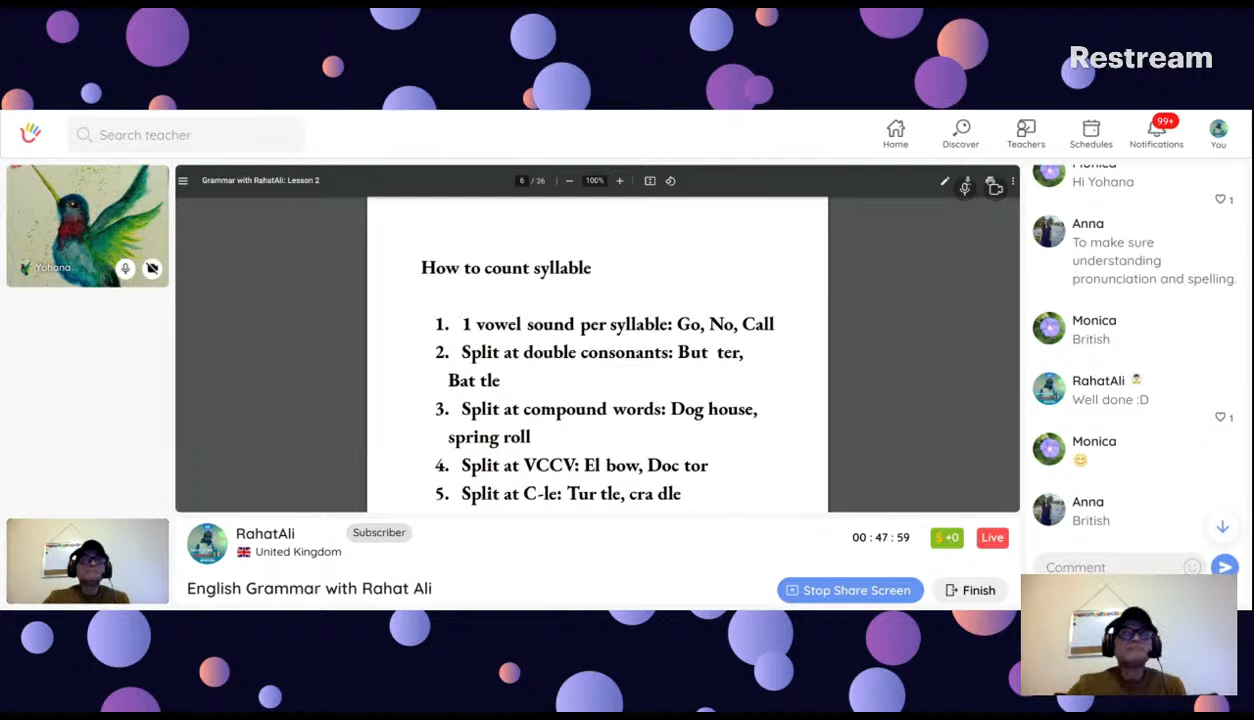 Restream
Search teacher
Home
Discover
Teachers
Schedules
99+
Notifications
You
Yohana
Grammar with RahatAli: Lesson 2
6 / 26
100%
How to count syllable
1. 1 vowel sound per syllable: Go, No, Call
2. Split at double consonants: But ter,
Bat tle
3. Split at compound words: Dog house,
spring roll
4. Split at VCCV: El bow, Doc tor
5. Split at C-le: Tur tle, cra dle
RahatAli
Subscriber
United Kingdom
00 : 47 : 59
$ +0
Live
English Grammar with Rahat Ali
Stop Share Screen
Finish
Monica
Hi Yohana
1
Anna
To make sure
understanding
pronunciation and spelling.
Monica
British
RahatAli
Well done :D
1
Monica
Anna
British
Comment